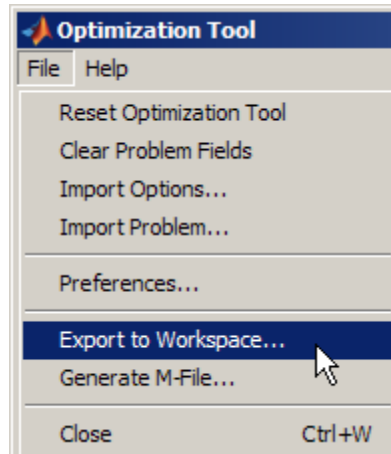 Optimization Tool
File Help
Reset Optimization Tool
Clear Problem Fields
Import Options...
Import Problem...
Preferences...
Export to Workspace...
Generate M-File...
Close Ctrl+W